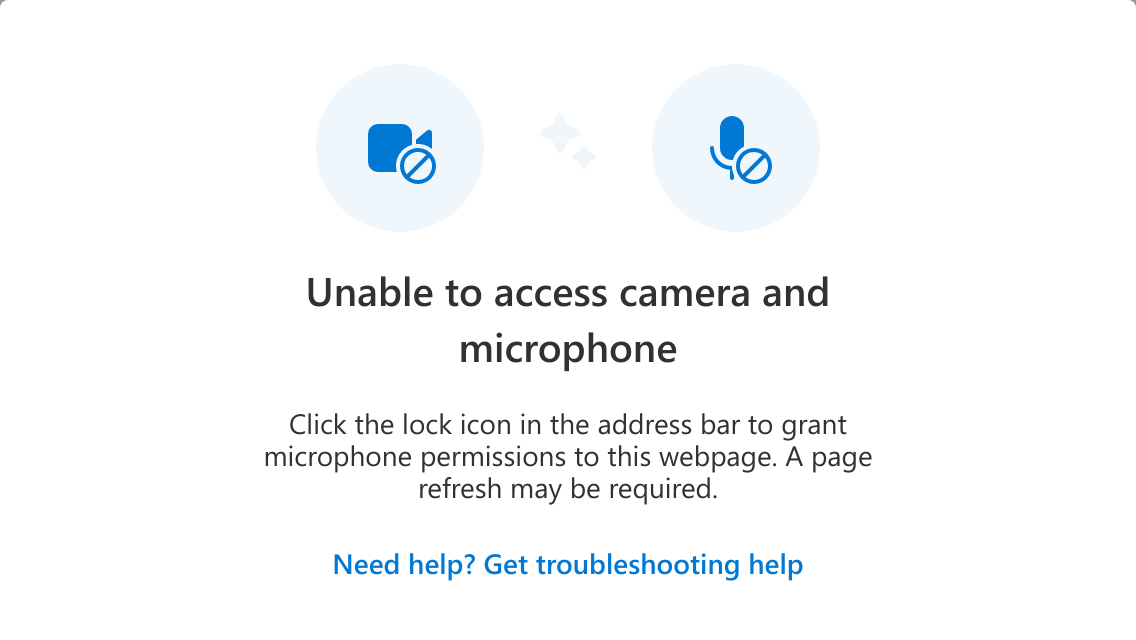 Unable to access camera and
microphone
Click the lock icon in the address bar to grant
microphone permissions to this webpage. A page
refresh may be required.
Need help? Get troubleshooting help